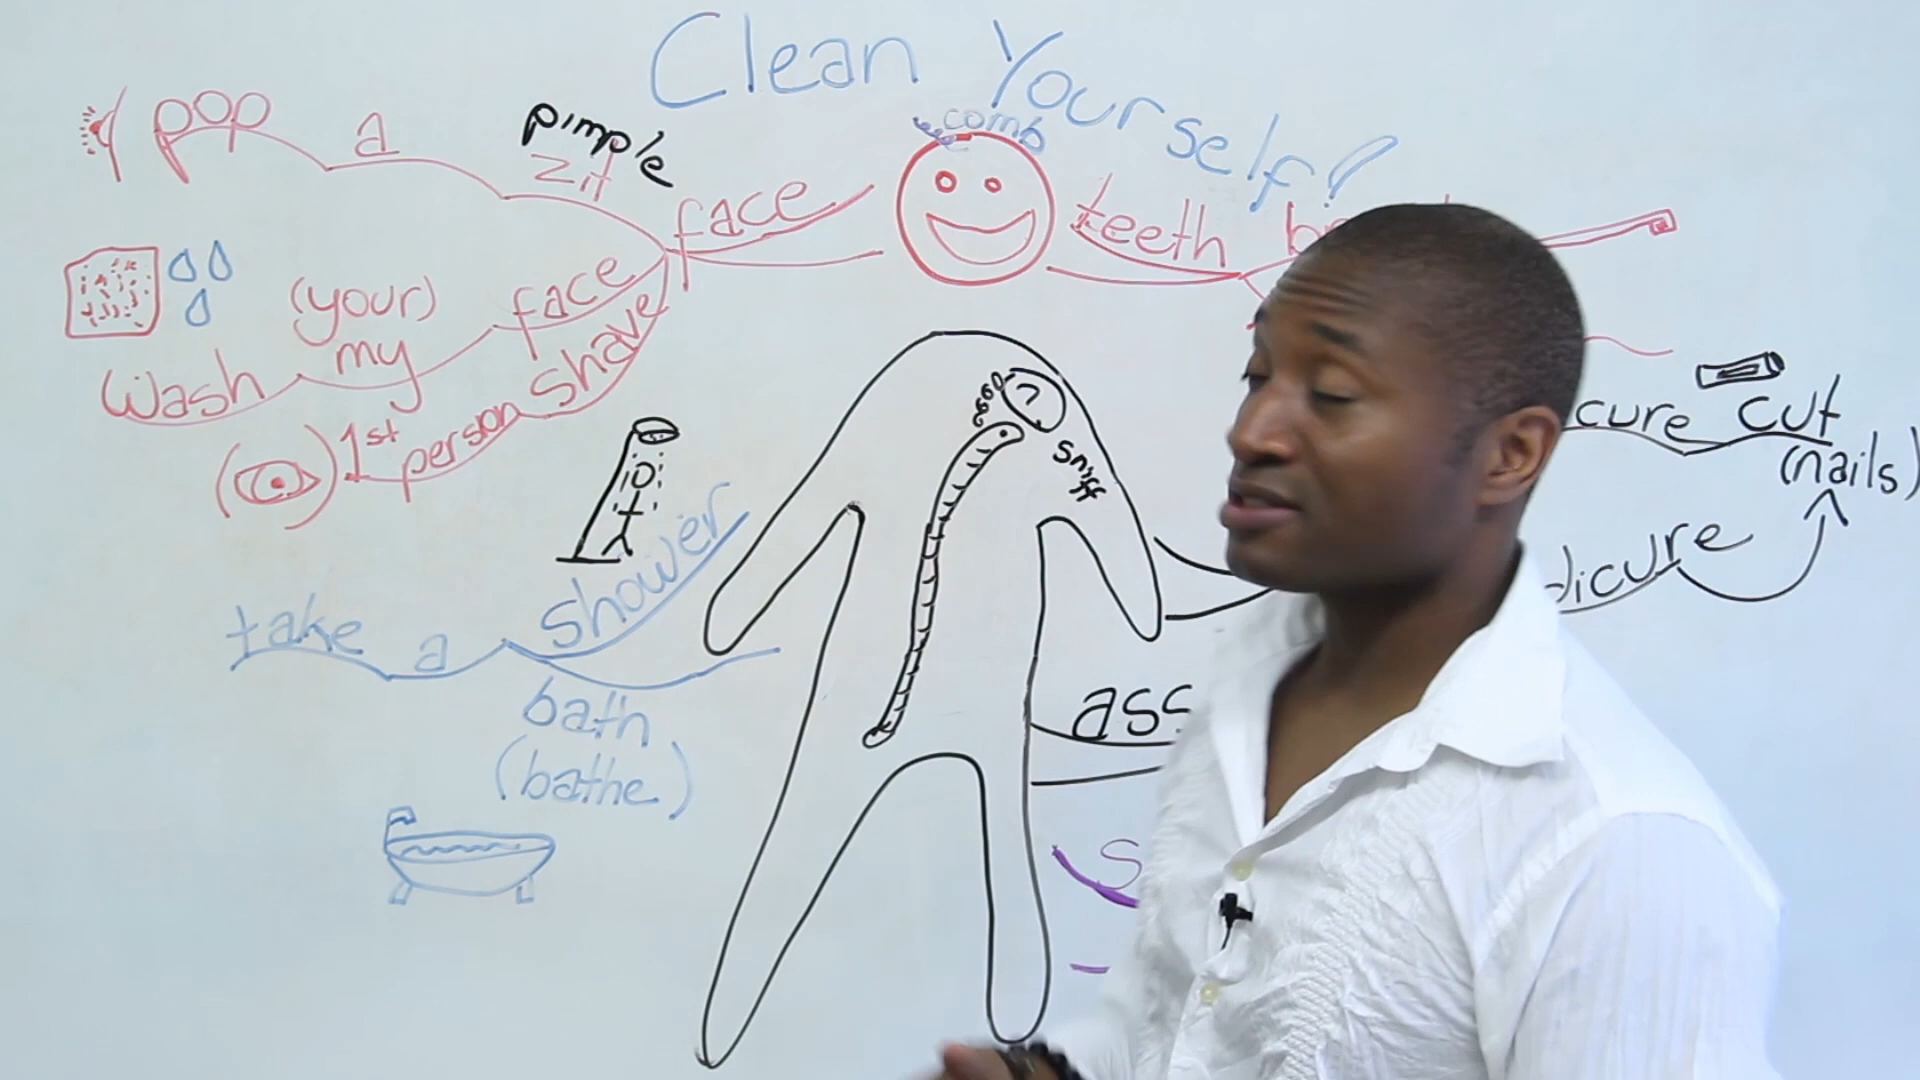 Clean Yourself!
comb
pop a zit
pimple
face
teeth
wash my face
(your)
shave
1st person
sniff
cure cut
(nails)
dicure
take a shower
bath
(bathe)
ass
S